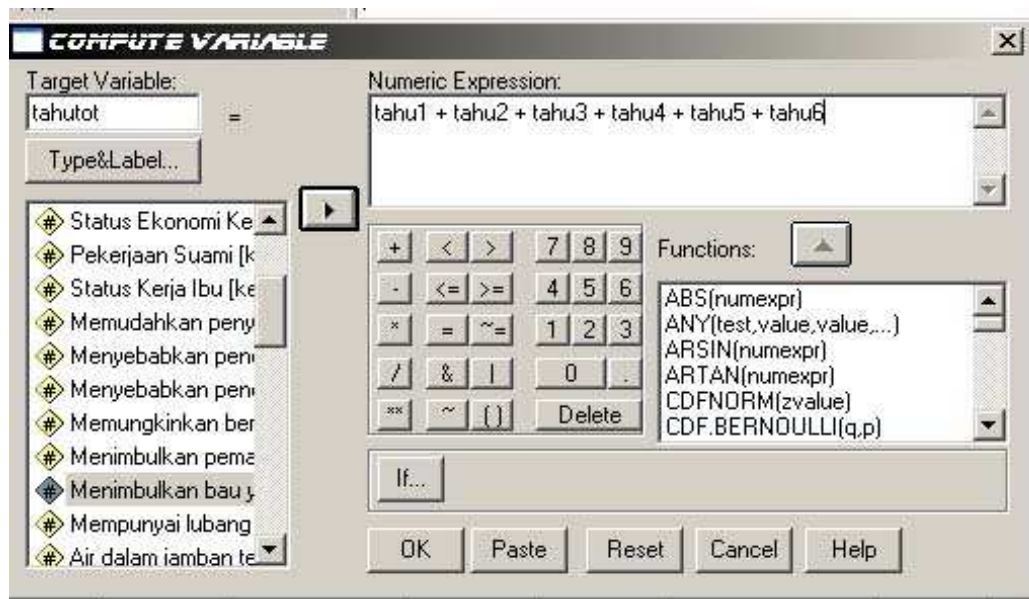 COMPUTE VARIABLE
Target Variable:
tahutot
=
Type&Label...
Numeric Expression:
tahu1 + tahu2 + tahu3 + tahu4 + tahu5 + tahu6
Status Ekonomi Ke
Pekerjaan Suami [k
Status Kerja Ibu [ke
Memudahkan peny
Menyebabkan pen
Menyebabkan pen
Memungkinkan ber
Menimbulkan pema
Menimbulkan bau y
Mempunyai lubang
Air dalam jamban te
+ < > 7 8 9
- <= >= 4 5 6
* = ~= 1 2 3
/ & | 0 .
** ~ () Delete
Functions:
ABS(numexpr)
ANY(test,value,value,...)
ARSIN(numexpr)
ARTAN(numexpr)
CDFNORM(zvalue)
CDF.BERNOULLI(q,p)
If...
OK Paste Reset Cancel Help